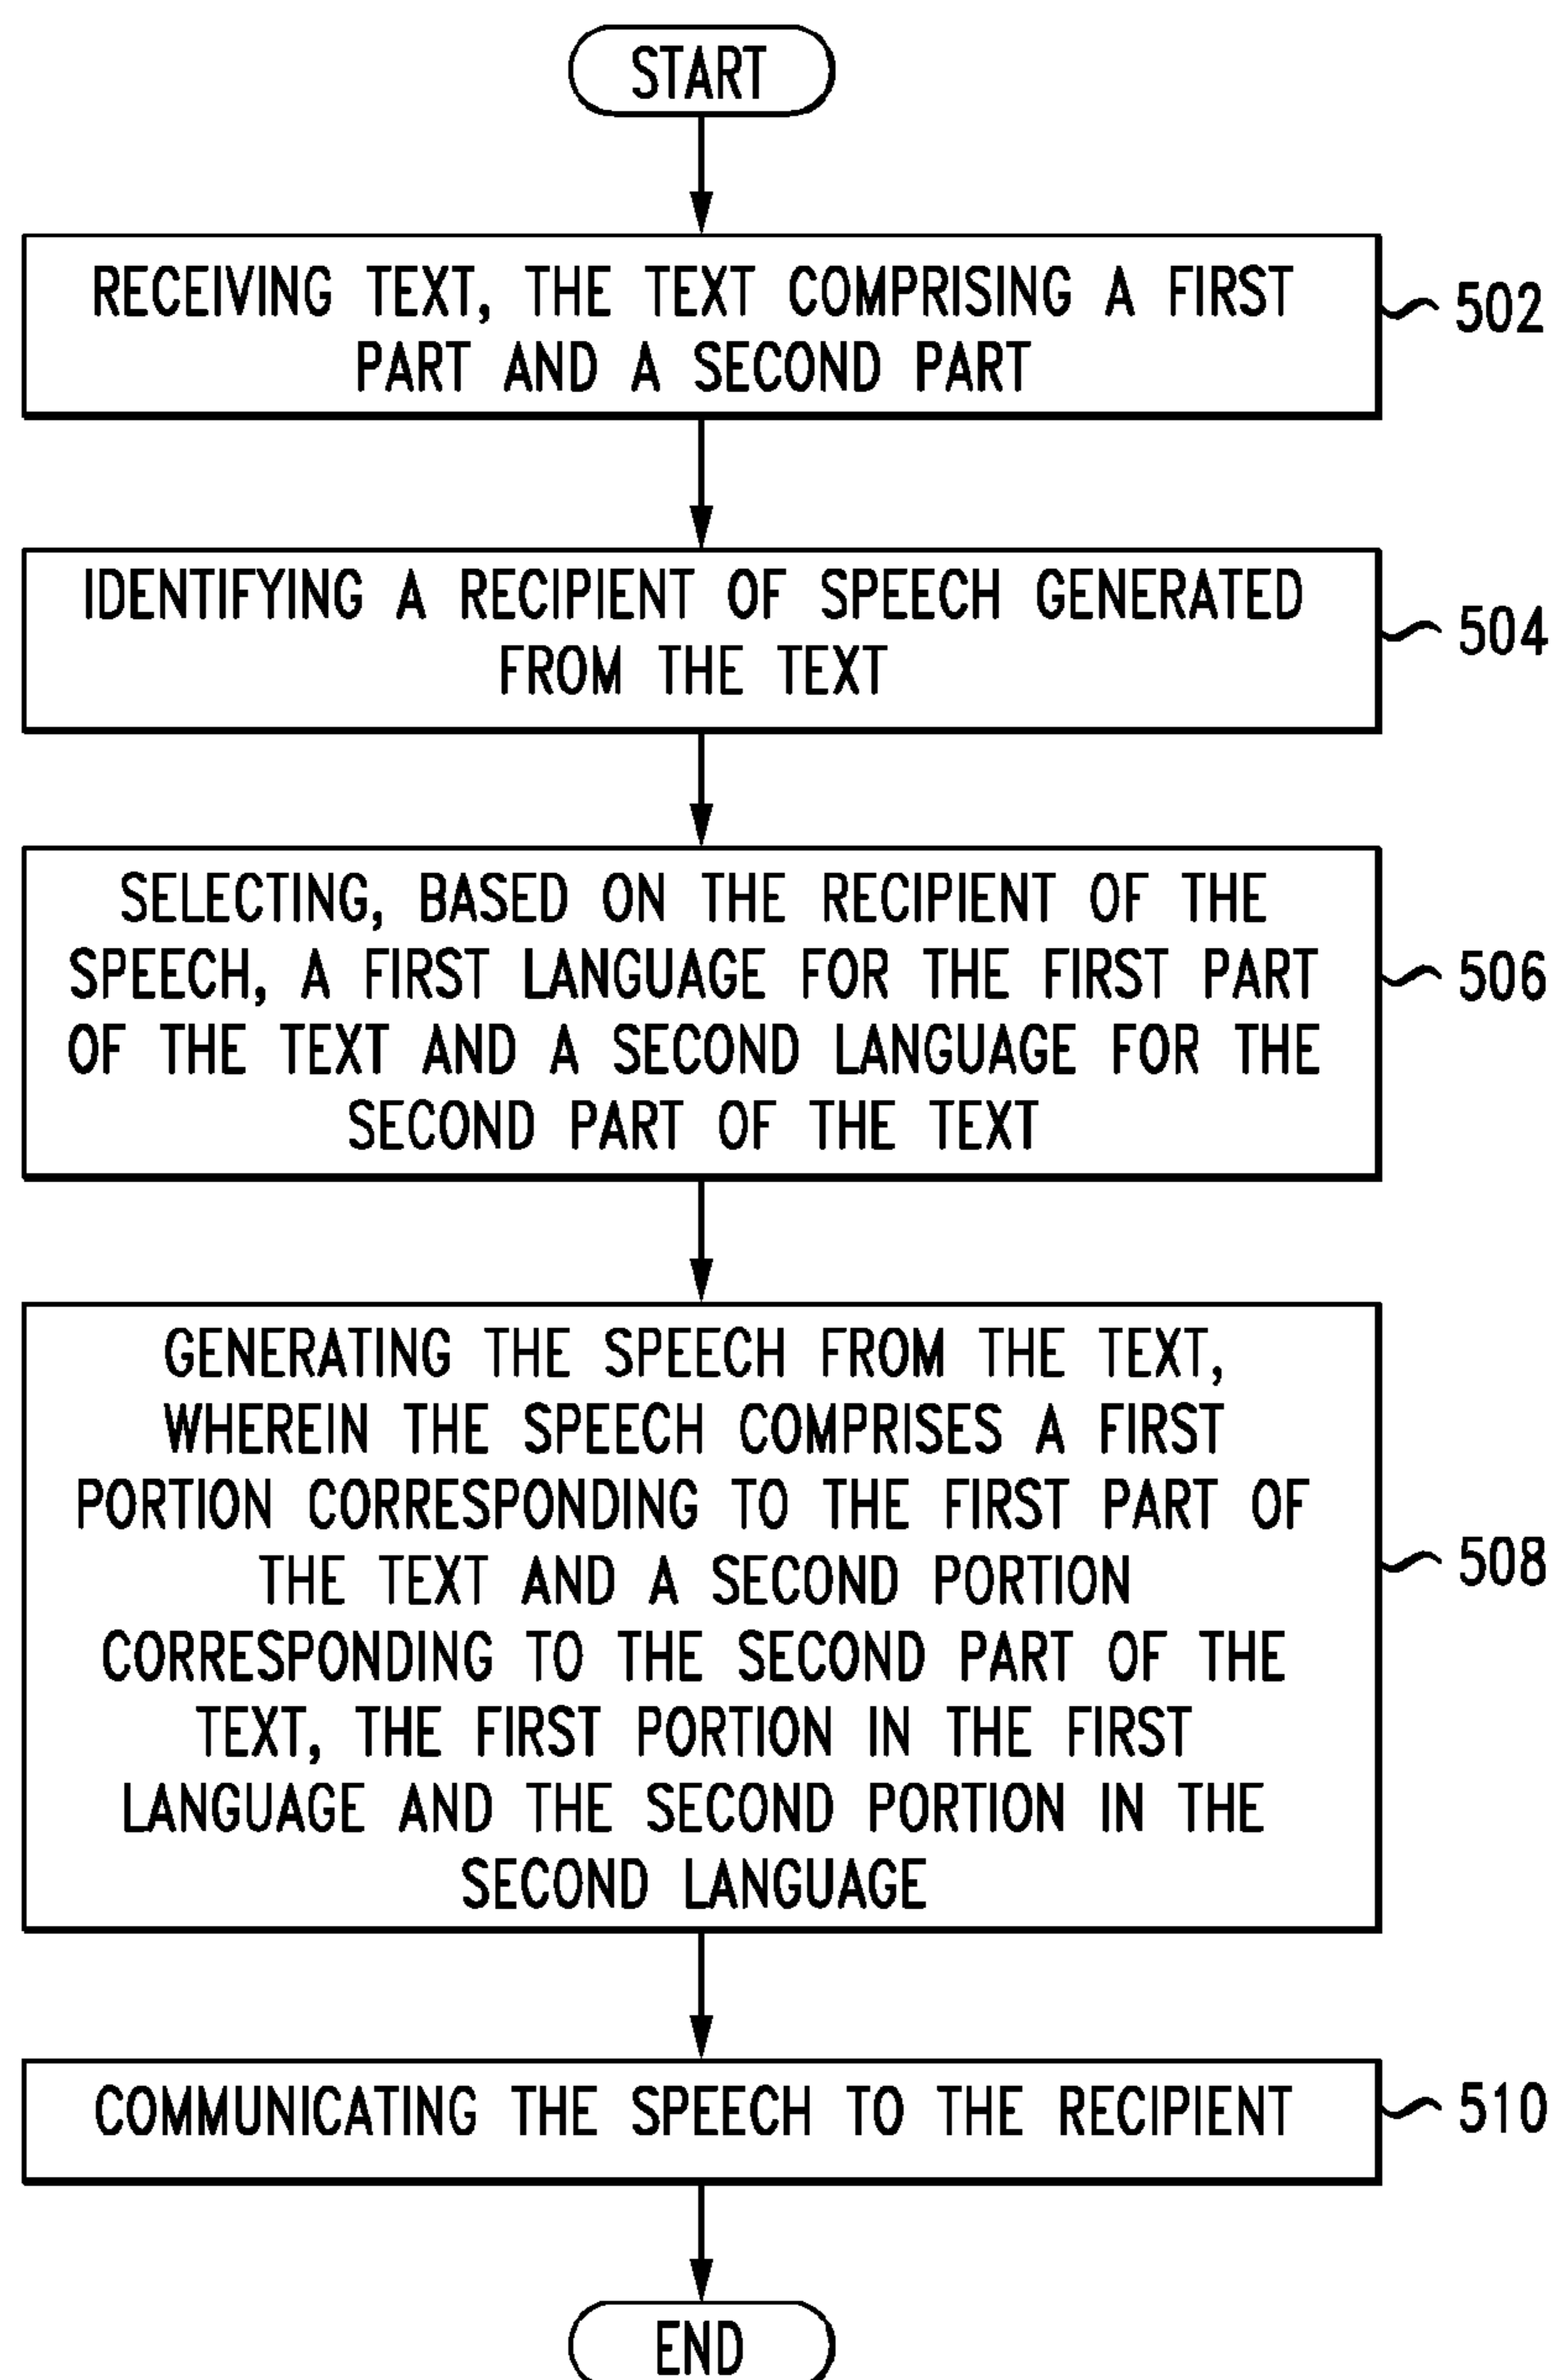 START
RECEIVING TEXT, THE TEXT COMPRISING A FIRST
PART AND A SECOND PART
502
IDENTIFYING A RECIPIENT OF SPEECH GENERATED
FROM THE TEXT
504
SELECTING, BASED ON THE RECIPIENT OF THE
SPEECH, A FIRST LANGUAGE FOR THE FIRST PART
OF THE TEXT AND A SECOND LANGUAGE FOR THE
SECOND PART OF THE TEXT
506
GENERATING THE SPEECH FROM THE TEXT,
WHEREIN THE SPEECH COMPRISES A FIRST
PORTION CORRESPONDING TO THE FIRST PART OF
THE TEXT AND A SECOND PORTION
CORRESPONDING TO THE SECOND PART OF THE
TEXT, THE FIRST PORTION IN THE FIRST
LANGUAGE AND THE SECOND PORTION IN THE
SECOND LANGUAGE
508
COMMUNICATING THE SPEECH TO THE RECIPIENT
510
END